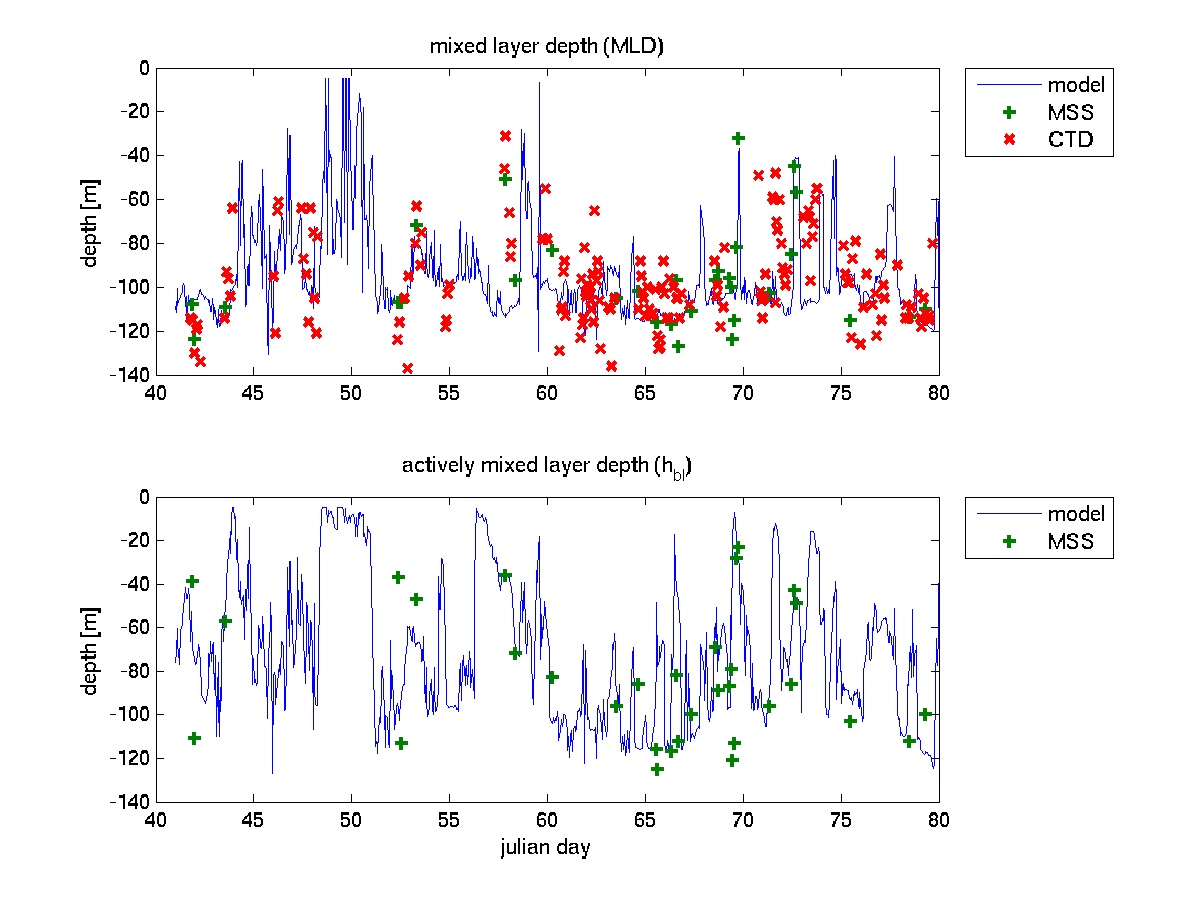 mixed layer depth (MLD)
0
-20
-40
-60
-80
-100
-120
-140
depth [m]
40 45 50 55 60 65 70 75 80
model
MSS
CTD
actively mixed layer depth (hbl)
0
-20
-40
-60
-80
-100
-120
-140
depth [m]
40 45 50 55 60 65 70 75 80
julian day
model
MSS